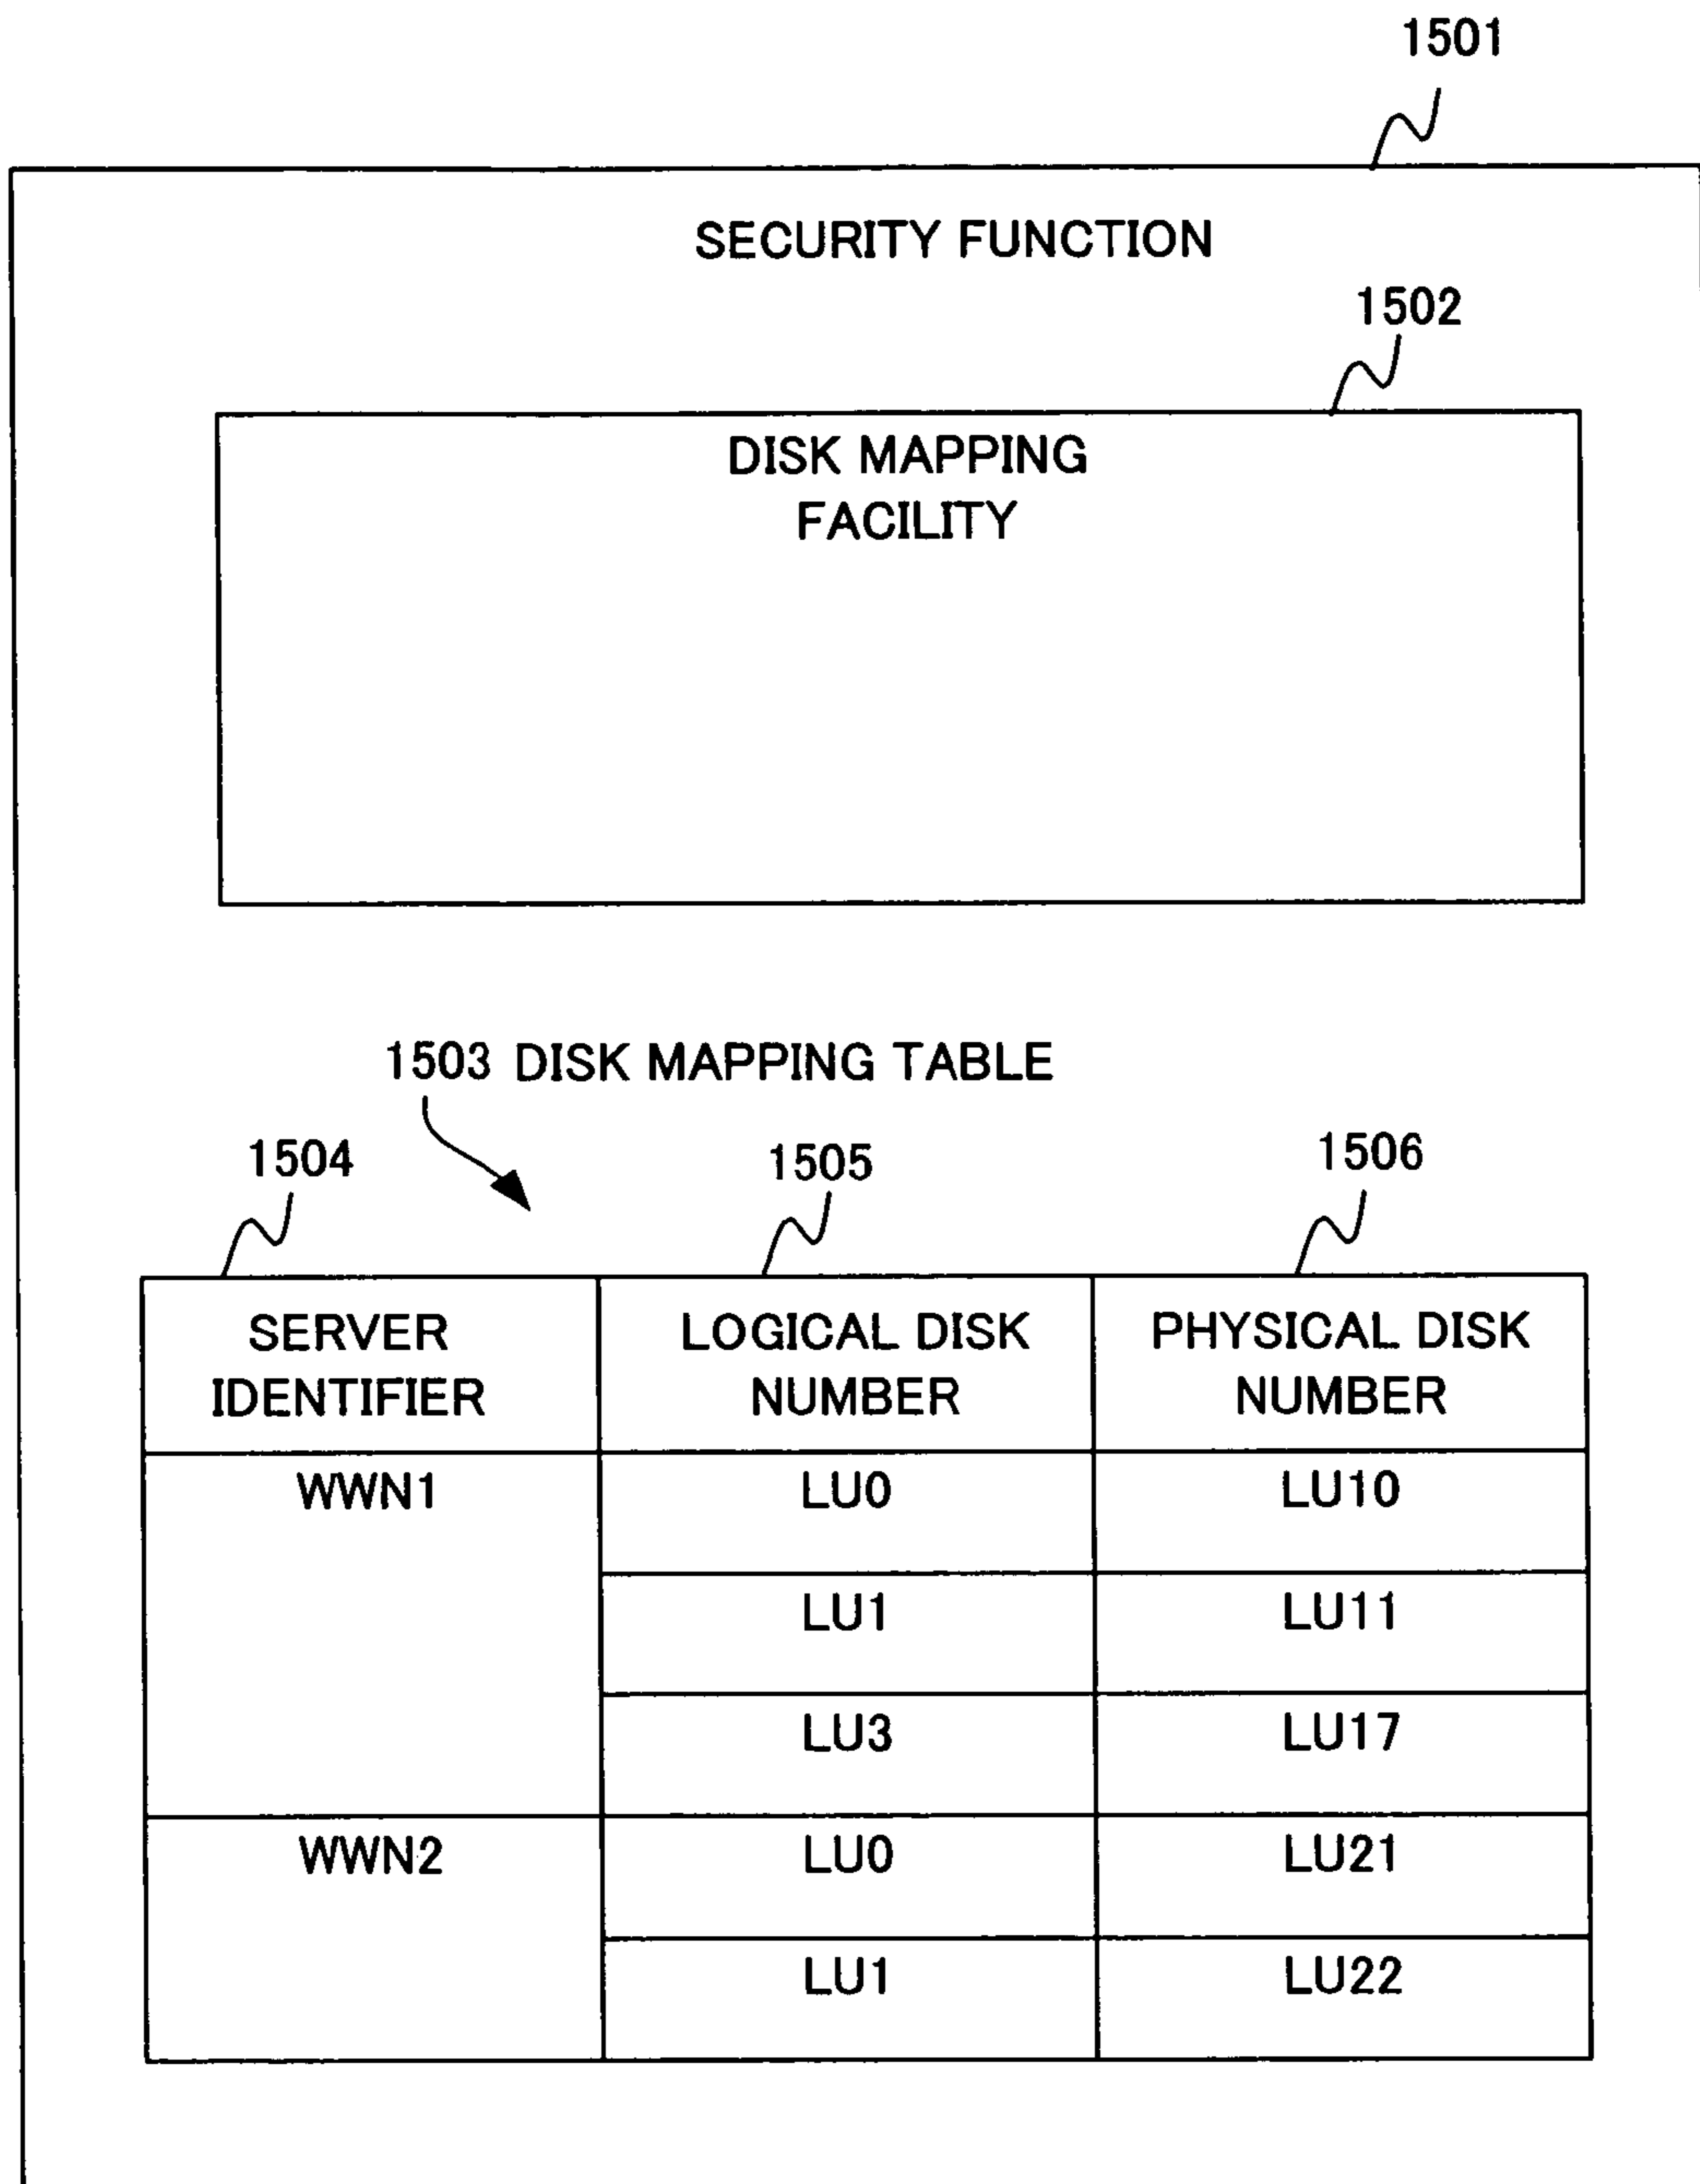 1501
SECURITY FUNCTION
1502
DISK MAPPING
FACILITY
1503 DISK MAPPING TABLE
1504
1505
1506
SERVER
IDENTIFIER
LOGICAL DISK
NUMBER
PHYSICAL DISK
NUMBER
WWN1
LU0
LU10
LU1
LU11
LU3
LU17
WWN2
LU0
LU21
LU1
LU22